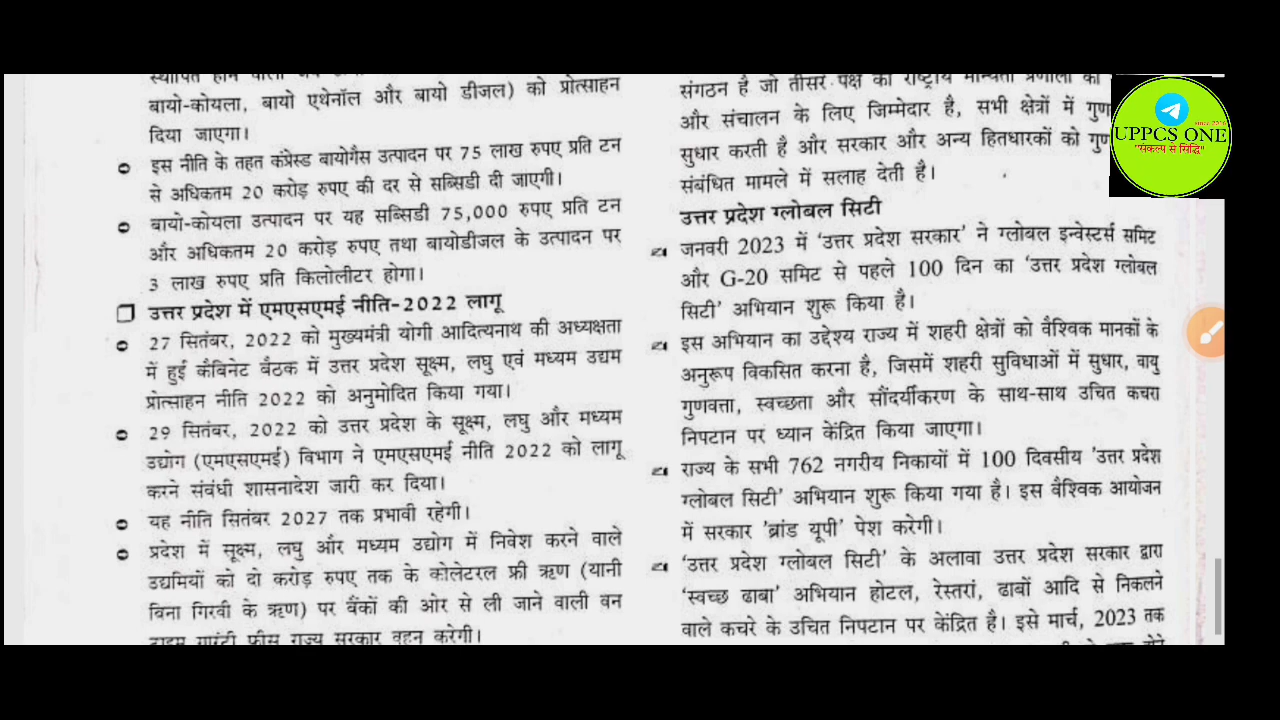 बायो-कोयला, बायो एथेनॉल और बायो डीजल) को प्रोत्साहन
दिया जाएगा।
इस नीति के तहत कंप्रेस्ड बायोगैस उत्पादन पर 75 लाख रुपए प्रति टन
से अधिकतम 20 करोड़ रुपए की दर से सब्सिडी दी जाएगी।
बायो-कोयला उत्पादन पर यह सब्सिडी 75,000 रुपए प्रति टन
और अधिकतम 20 करोड़ रुपए तथा बायोडीजल के उत्पादन पर
3 लाख रुपए प्रति किलोलीटर होगा।
उत्तर प्रदेश में एमएसएमई नीति-2022 लागू
27 सितंबर, 2022 को मुख्यमंत्री योगी आदित्यनाथ की अध्यक्षता
में हुई कैबिनेट बैठक में उत्तर प्रदेश सूक्ष्म, लघु एवं मध्यम उद्यम
प्रोत्साहन नीति 2022 को अनुमोदित किया गया।
29 सितंबर, 2022 को उत्तर प्रदेश के सूक्ष्म, लघु और मध्यम
उद्योग (एमएसएमई) विभाग ने एमएसएमई नीति 2022 को लागू
करने संबंधी शासनादेश जारी कर दिया।
यह नीति सितंबर 2027 तक प्रभावी रहेगी।
प्रदेश में सूक्ष्म, लघु और मध्यम उद्योग में निवेश करने वाले
उद्यमियों को दो करोड़ रुपए तक के कोलेटरल फ्री ऋण (यानी
बिना गिरवी के ऋण) पर बैंकों की ओर से ली जाने वाली वन
टाइम गारंटी फीस राज्य सरकार वहन करेगी।
संगठन है जो तीसरे पक्ष की राष्ट्रीय मान्यता प्रणाली की
और संचालन के लिए जिम्मेदार है, सभी क्षेत्रों में
सुधार करती है और सरकार और अन्य हितधारकों को
संबंधित मामले में सलाह देती है।
उत्तर प्रदेश ग्लोबल सिटी
जनवरी 2023 में 'उत्तर प्रदेश सरकार' ने ग्लोबल इन्वेस्टर्स समिट
और G-20 समिट से पहले 100 दिन का 'उत्तर प्रदेश ग्लोबल
सिटी' अभियान शुरू किया है।
इस अभियान का उद्देश्य राज्य में शहरी क्षेत्रों को वैश्विक मानकों के
अनुरूप विकसित करना है, जिसमें शहरी सुविधाओं में सुधार, वायु
गुणवत्ता, स्वच्छता और सौंदर्यीकरण के साथ-साथ उचित कचरा
निपटान पर ध्यान केंद्रित किया जाएगा।
राज्य के सभी 762 नगरीय निकायों में 100 दिवसीय 'उत्तर प्रदेश
ग्लोबल सिटी' अभियान शुरू किया गया है। इस वैश्विक आयोजन
में सरकार 'ब्रांड यूपी' पेश करेगी।
'उत्तर प्रदेश ग्लोबल सिटी' के अलावा उत्तर प्रदेश सरकार द्वारा
'स्वच्छ ढाबा' अभियान होटल, रेस्तरां, ढाबों आदि से निकलने
वाले कचरे के उचित निपटान पर केंद्रित है। इसे मार्च, 2023 तक
UPPCS ONE
"संकल्प से सिद्धि"